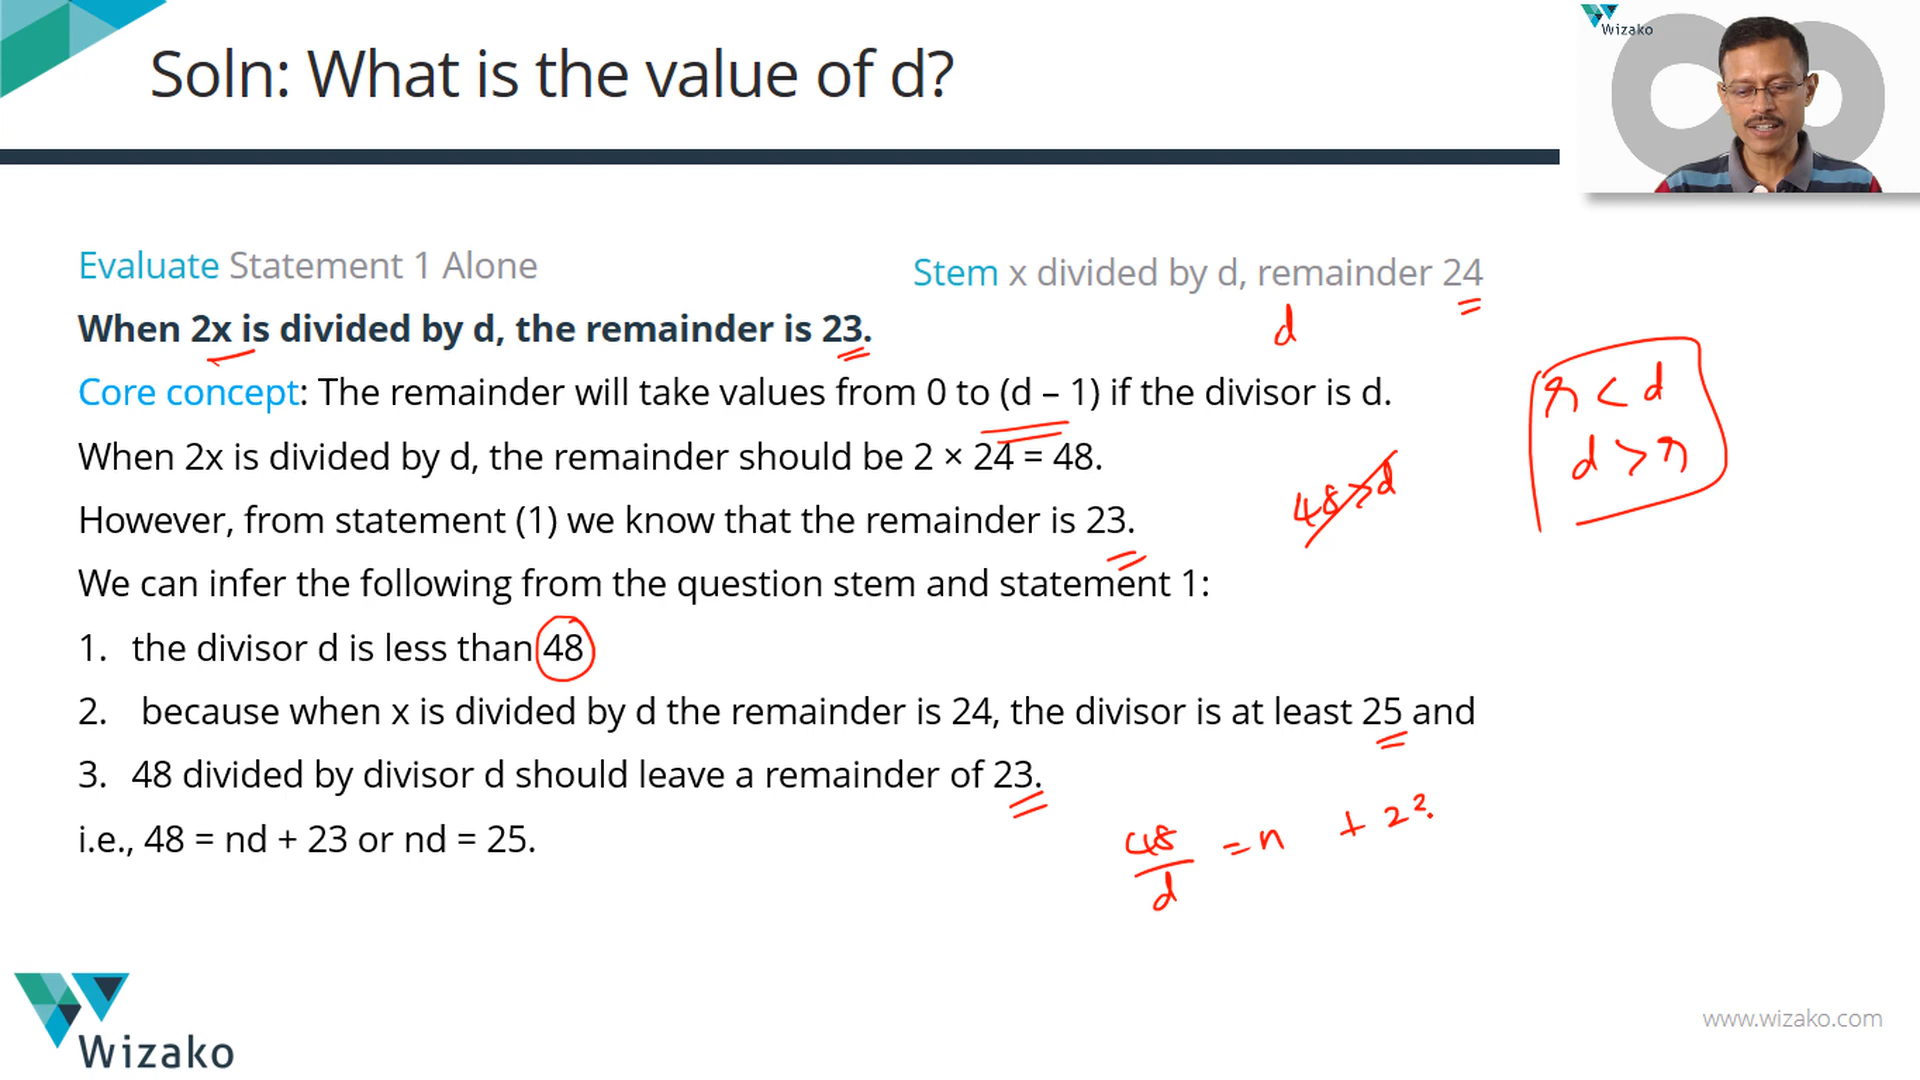 Soln: What is the value of d?
Wizako
Evaluate Statement 1 Alone
Stem x divided by d, remainder 24
When 2x is divided by d, the remainder is 23.
d
Core concept: The remainder will take values from 0 to (d – 1) if the divisor is d.
r < d
d > r
When 2x is divided by d, the remainder should be 2 × 24 = 48.
However, from statement (1) we know that the remainder is 23.
We can infer the following from the question stem and statement 1:
1. the divisor d is less than 48
2. because when x is divided by d the remainder is 24, the divisor is at least 25 and
3. 48 divided by divisor d should leave a remainder of 23.
i.e., 48 = nd + 23 or nd = 25.
48/d = n +
Wizako
www.wizako.com